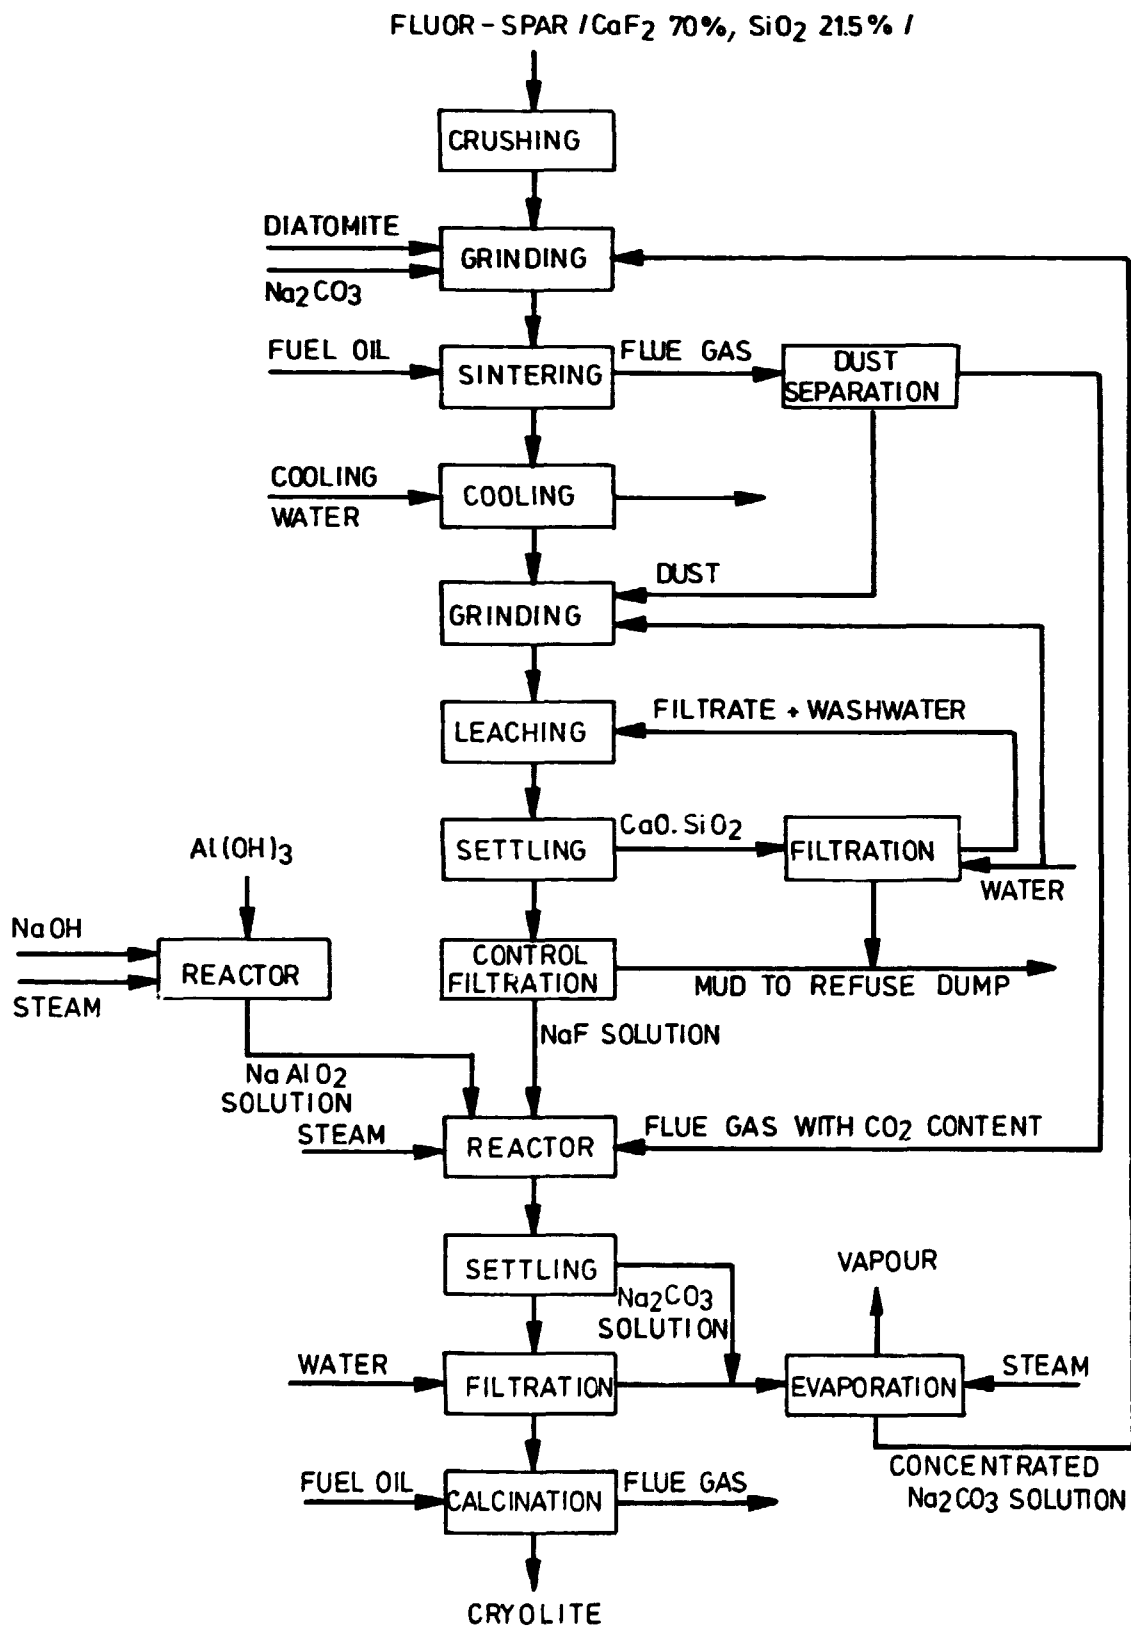 FLUOR-SPAR /CaF2 70%, SiO2 21.5% /
CRUSHING
DIATOMITE
GRINDING
Na2CO3
FUEL OIL
SINTERING
FLUE GAS
DUST
SEPARATION
COOLING
WATER
COOLING
DUST
GRINDING
FILTRATE + WASHWATER
LEACHING
CaO.SiO2
SETTLING
FILTRATION
WATER
Al(OH)3
NaOH
REACTOR
STEAM
CONTROL
FILTRATION
MUD TO REFUSE DUMP
NaF SOLUTION
NaAlO2
SOLUTION
STEAM
REACTOR
FLUE GAS WITH CO2 CONTENT
SETTLING
Na2CO3
SOLUTION
VAPOUR
WATER
FILTRATION
EVAPORATION
STEAM
FUEL OIL
CALCINATION
FLUE GAS
CONCENTRATED
Na2CO3 SOLUTION
CRYOLITE